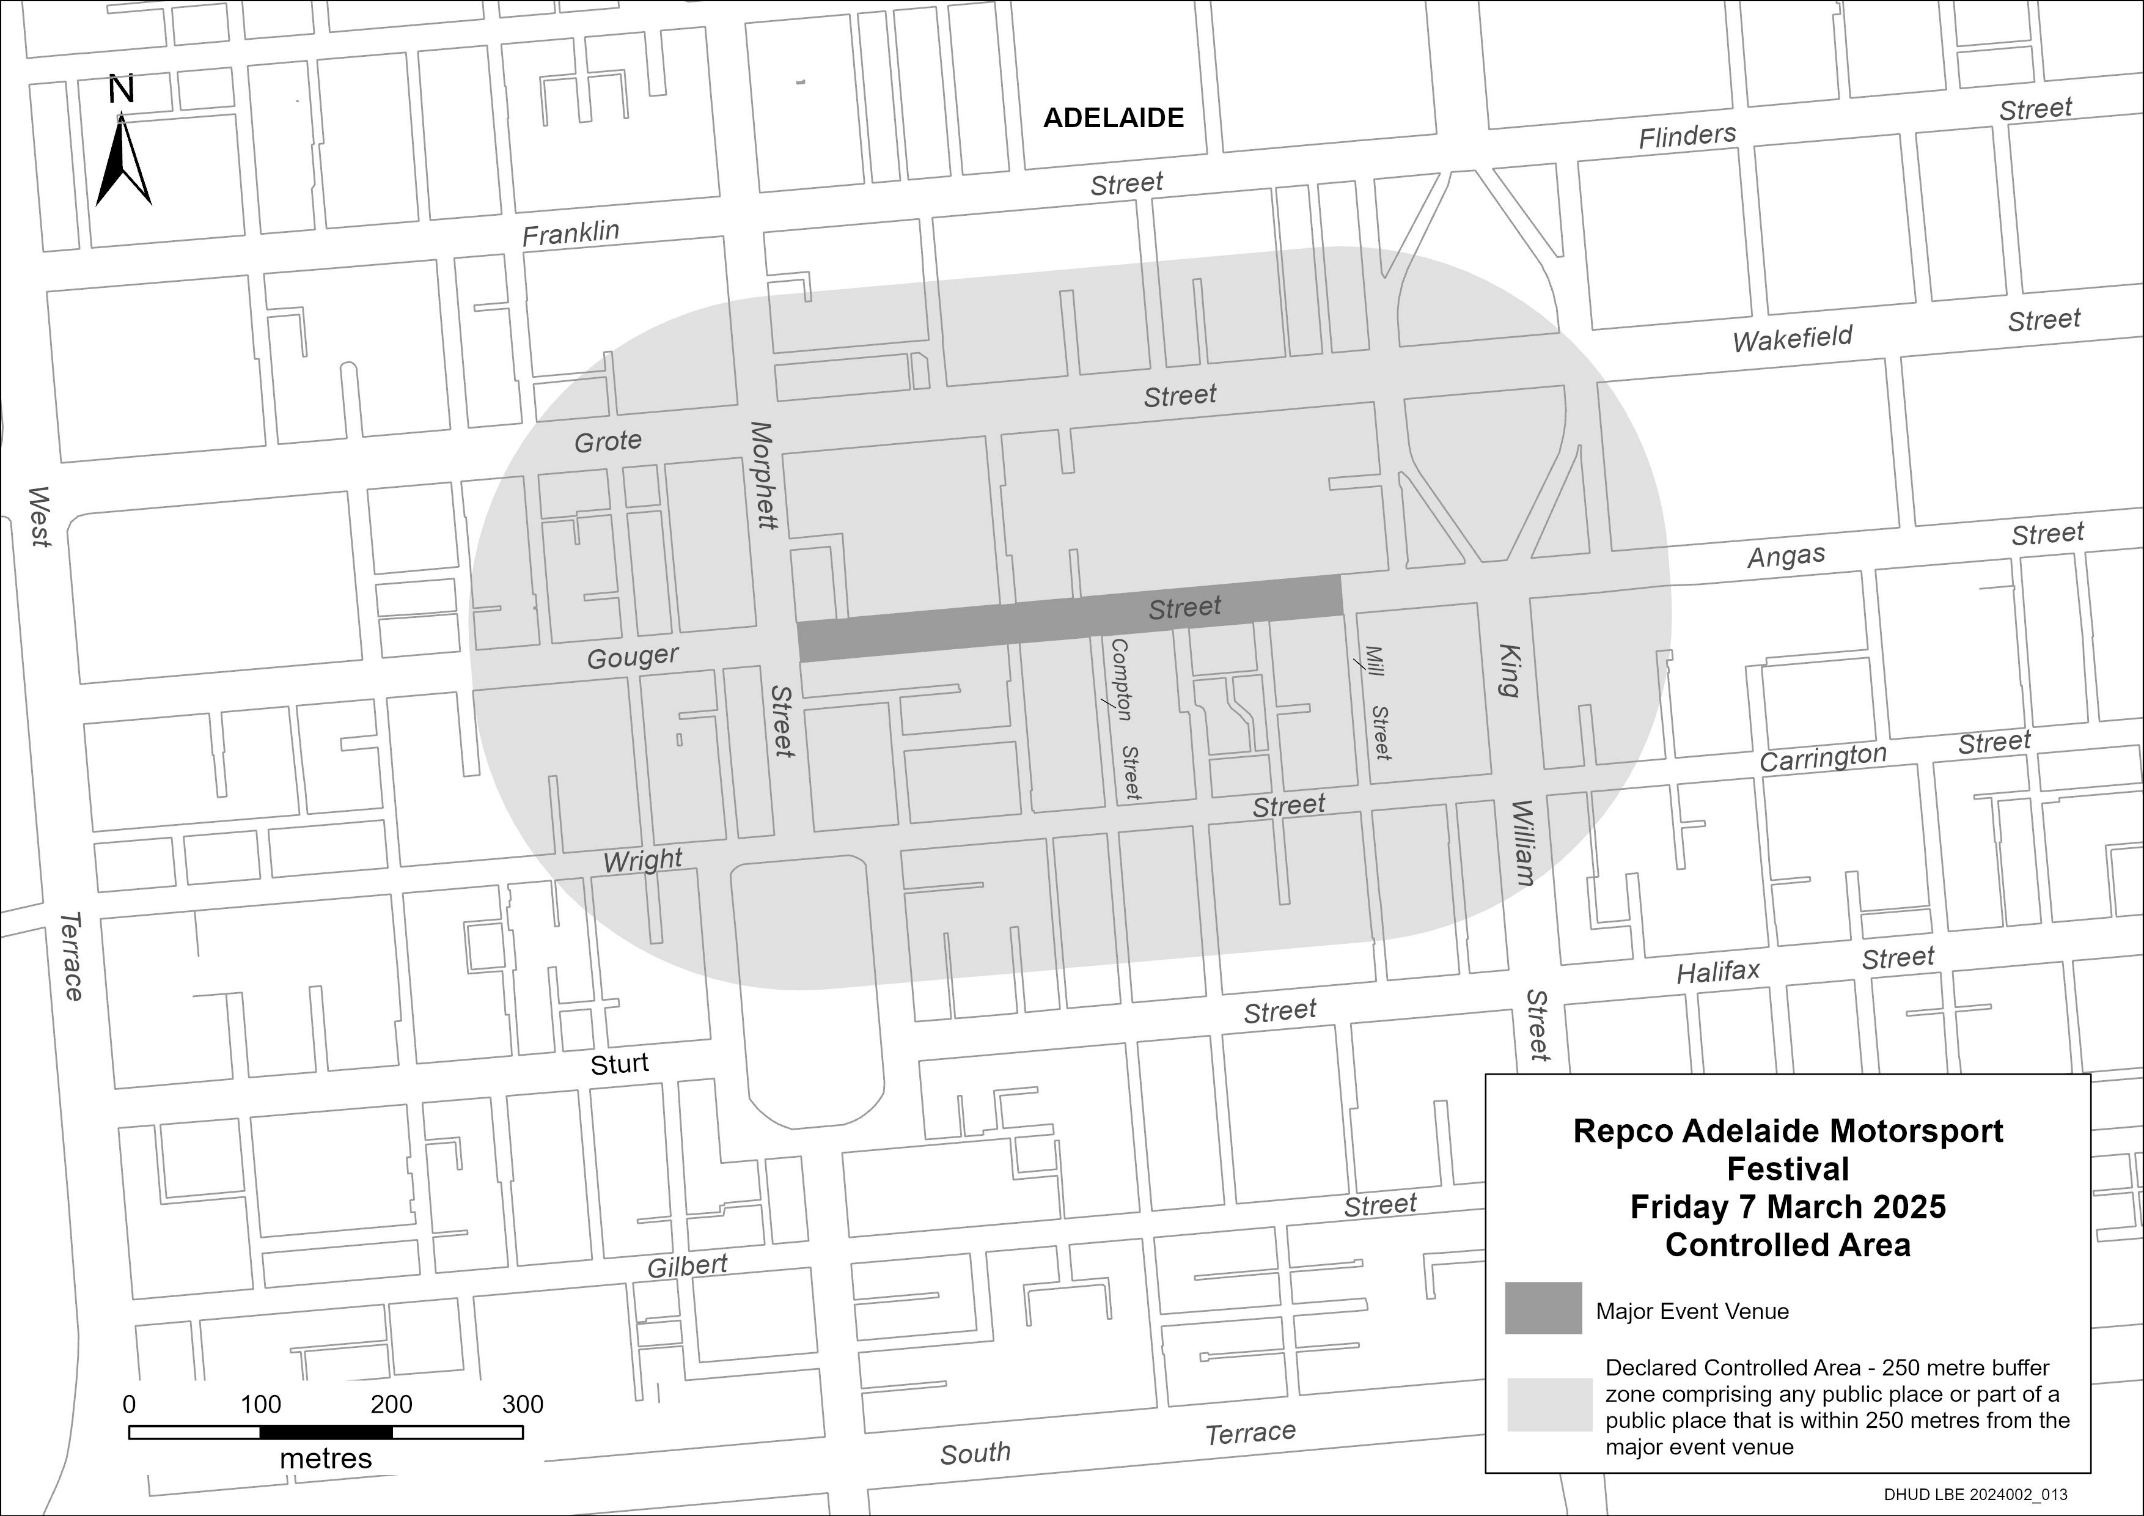 N
ADELAIDE
Flinders
Street
Franklin
Street
Wakefield
Street
Grote
Street
Morphett
Street
West
Terrace
Angas
Street
Gouger
Street
Compton
Street
Mill
Street
King
William
Street
Carrington
Street
Wright
Street
Halifax
Street
Sturt
Street
Gilbert
Street
South
Terrace
0 100 200 300
metres
Repco Adelaide Motorsport
Festival
Friday 7 March 2025
Controlled Area
Major Event Venue
Declared Controlled Area - 250 metre buffer
zone comprising any public place or part of a
public place that is within 250 metres from the
major event venue
DHUD LBE 2024002_013